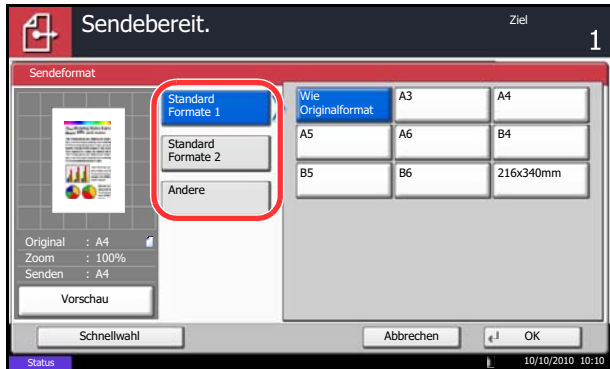 Sendebereit.
Ziel
1
Sendeformat
Standard
Formate 1
Standard
Formate 2
Andere
Wie
Originalformat
A3
A4
A5
A6
B4
B5
B6
216x340mm
Original : A4
Zoom : 100%
Senden : A4
Vorschau
Schnellwahl
Abbrechen
OK
Status
10/10/2010 10:10